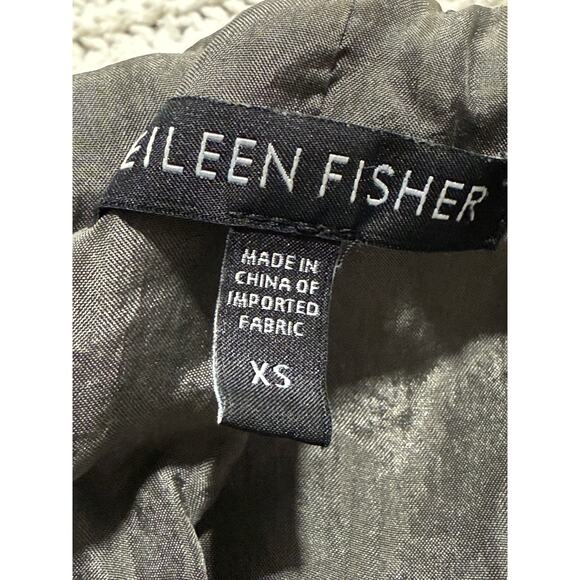 EILEEN FISHER
MADE IN
CHINA OF
IMPORTED
FABRIC
XS